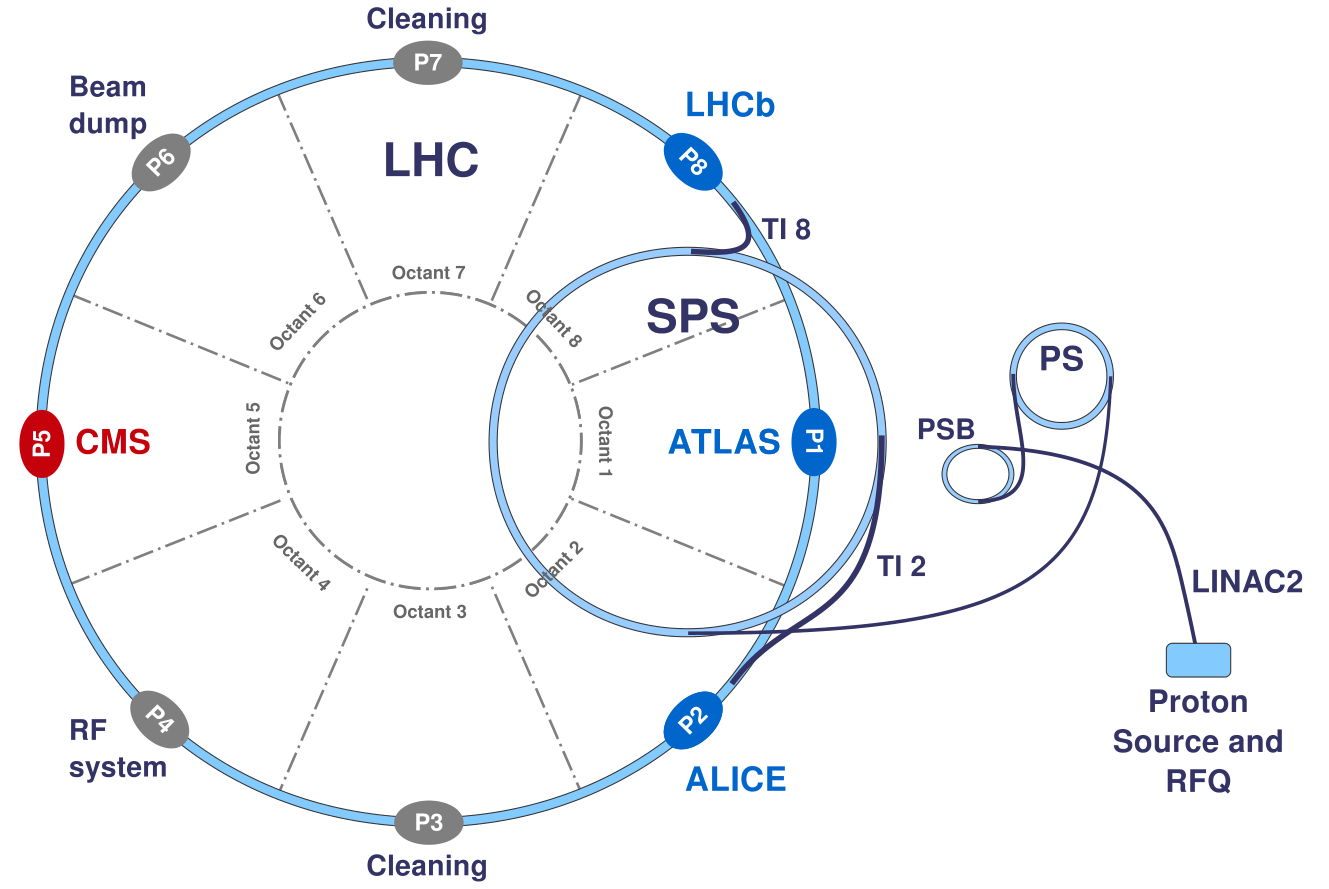 Cleaning
P7
Beam
dump
LHCb
P6
LHC
P8
TI 8
Octant 7
Octant 6
Octant 8
SPS
PS
P5
CMS
Octant 5
Octant 1
ATLAS
P1
PSB
Octant 4
Octant 2
TI 2
LINAC2
Octant 3
Proton
Source and
RFQ
P4
RF
system
P2
ALICE
P3
Cleaning